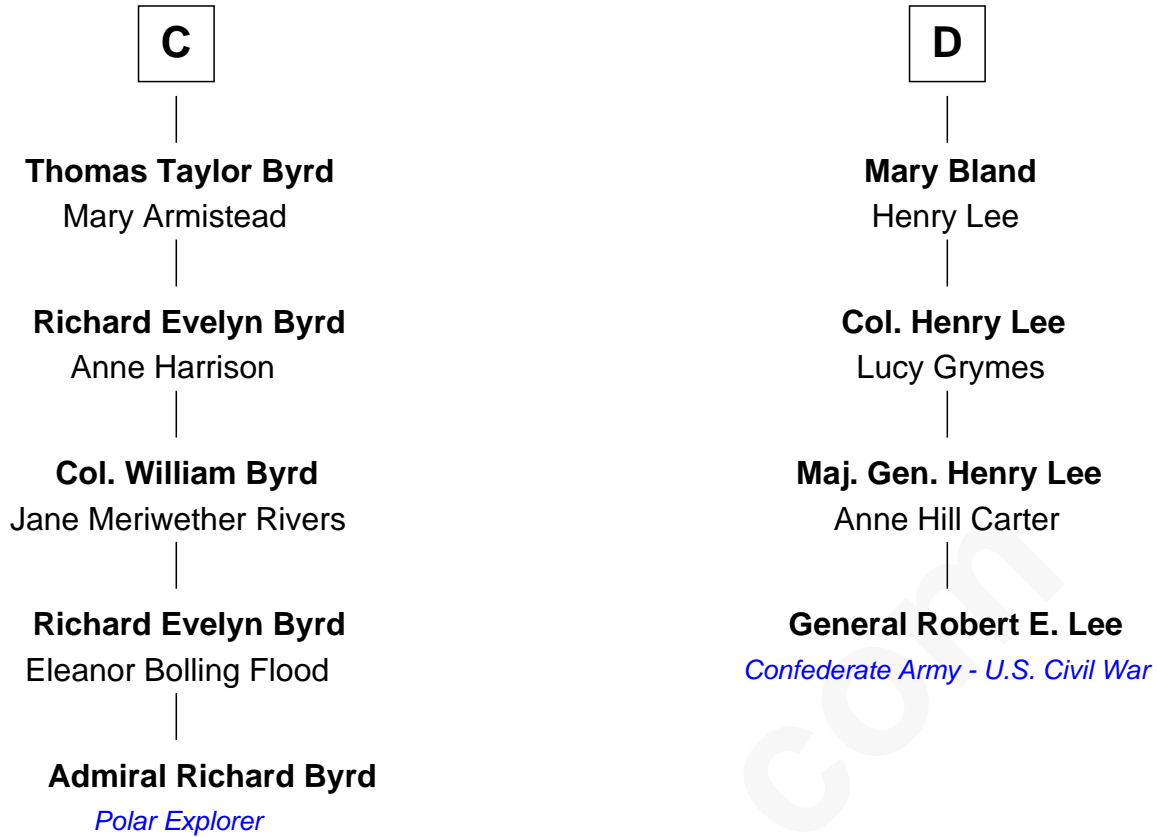 C
Thomas Taylor Byrd
Mary Armistead
Richard Evelyn Byrd
Anne Harrison
Col. William Byrd
Jane Meriwether Rivers
Richard Evelyn Byrd
Eleanor Bolling Flood
Admiral Richard Byrd
Polar Explorer
D
Mary Bland
Henry Lee
Col. Henry Lee
Lucy Grymes
Maj. Gen. Henry Lee
Anne Hill Carter
General Robert E. Lee
Confederate Army - U.S. Civil War
com